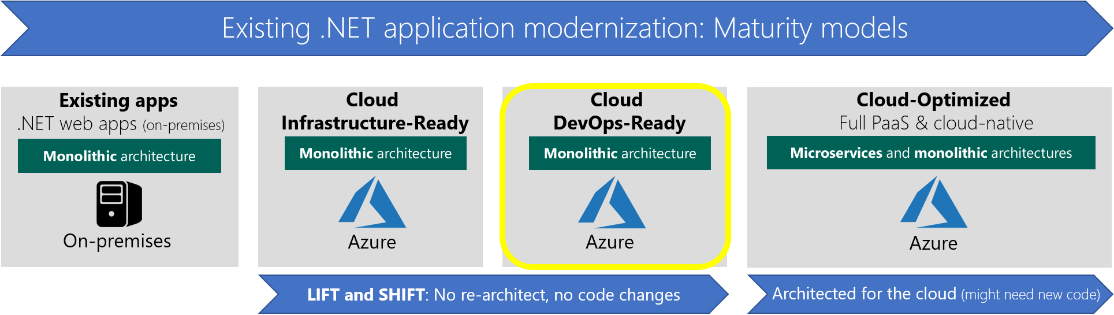 Existing .NET application modernization: Maturity models
Existing apps
.NET web apps (on-premises)
Monolithic architecture
On-premises
Cloud
Infrastructure-Ready
Monolithic architecture
Azure
Cloud
DevOps-Ready
Monolithic architecture
Azure
Cloud-Optimized
Full PaaS & cloud-native
Microservices and monolithic architectures
Azure
LIFT and SHIFT: No re-architect, no code changes
Architected for the cloud (might need new code)